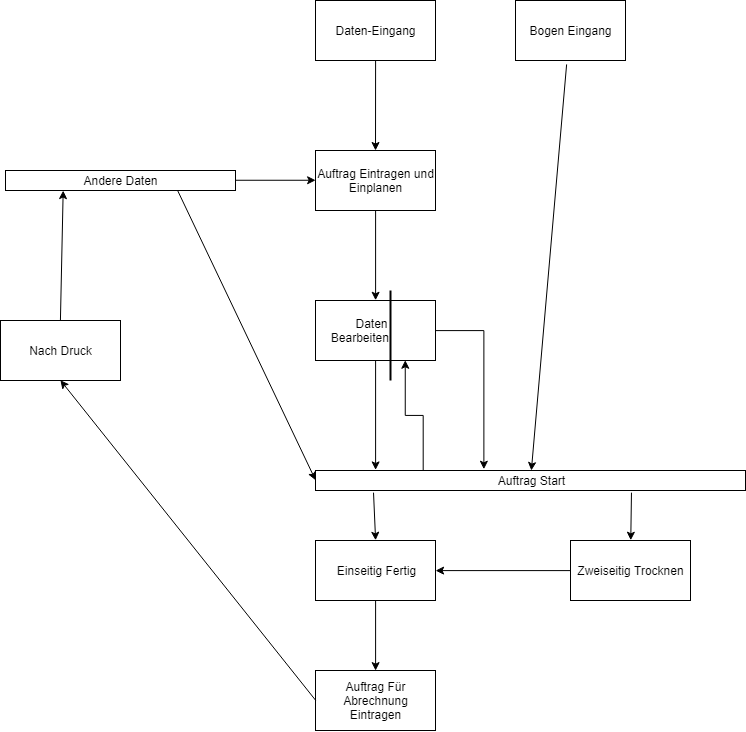 Daten-Eingang
Bogen Eingang
Auftrag Eintragen und
Einplanen
Andere Daten
Daten
Bearbeiten
Nach Druck
Auftrag Start
Einseitig Fertig
Zweiseitig Trocknen
Auftrag Für
Abrechnung
Eintragen